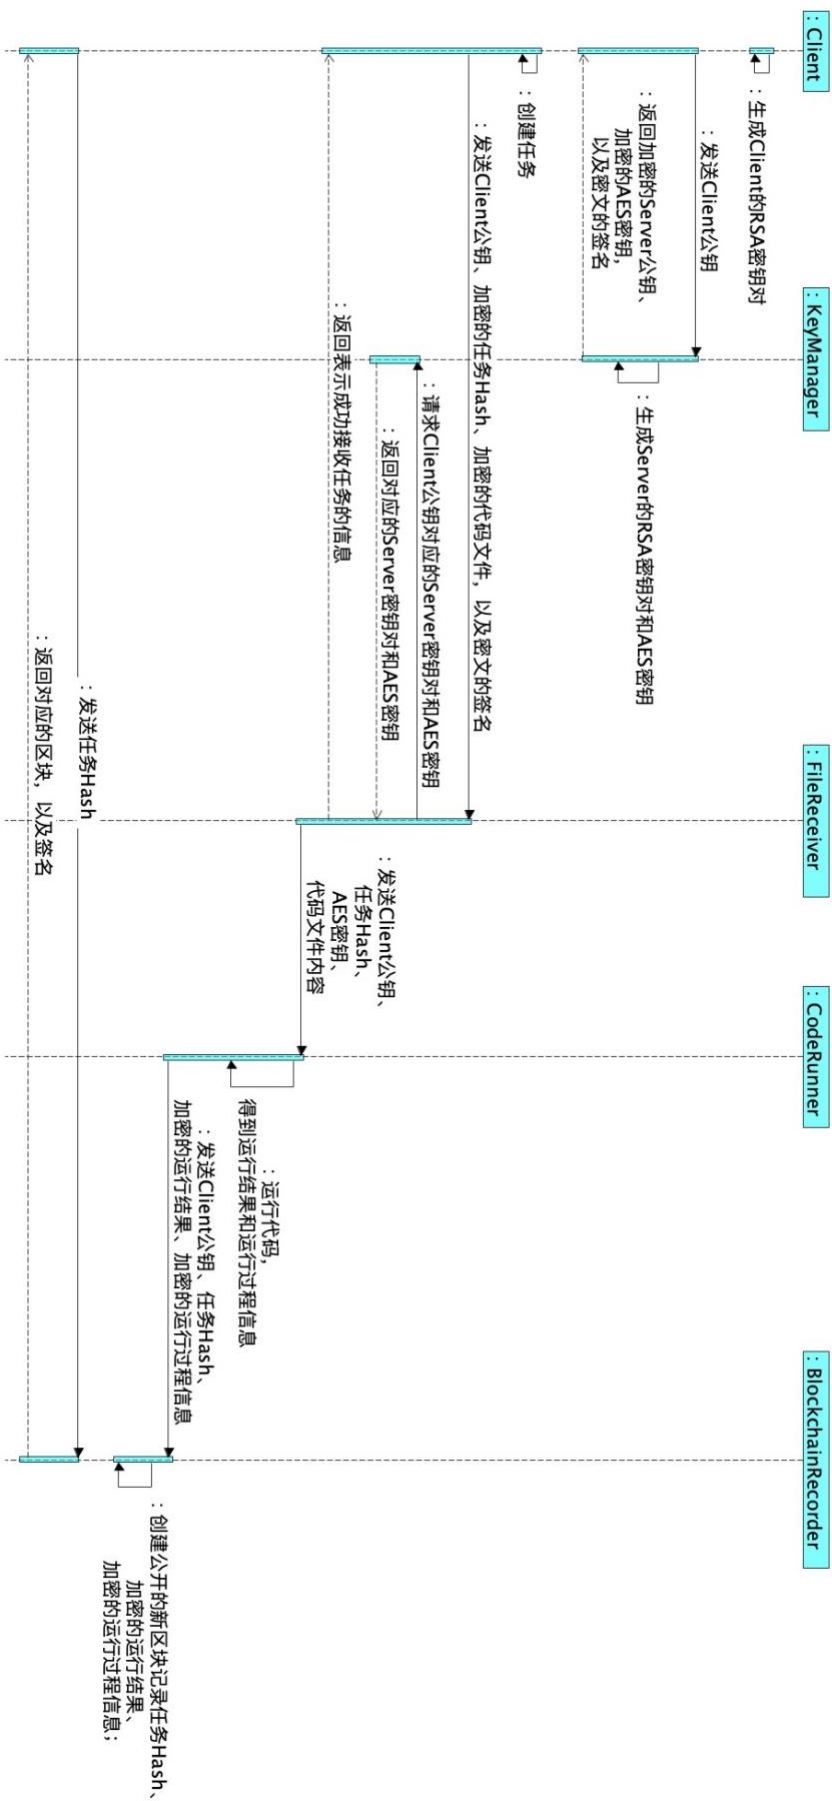 : Client
: KeyManager
: FileReceiver
: CodeRunner
: BlockchainRecorder
: 生成Client的RSA密钥对
: 发送Client公钥
: 生成Server的RSA密钥对和AES密钥
: 返回加密的Server公钥、
加密的AES密钥,
以及密文的签名
: 创建任务
: 发送Client公钥、加密的任务Hash、加密的代码文件, 以及密文的签名
: 请求Client公钥对应的Server密钥对和AES密钥
: 返回对应的Server密钥对和AES密钥
: 返回表示成功接收任务的信息
: 发送Client公钥、
任务Hash、
AES密钥、
代码文件内容
: 运行代码,
得到运行结果和运行过程信息
: 发送Client公钥、任务Hash、
加密的运行结果、加密的运行过程信息
: 创建公开的新区块记录任务Hash、
加密的运行结果、
加密的运行过程信息;
: 发送任务Hash
: 返回对应的区块, 以及签名